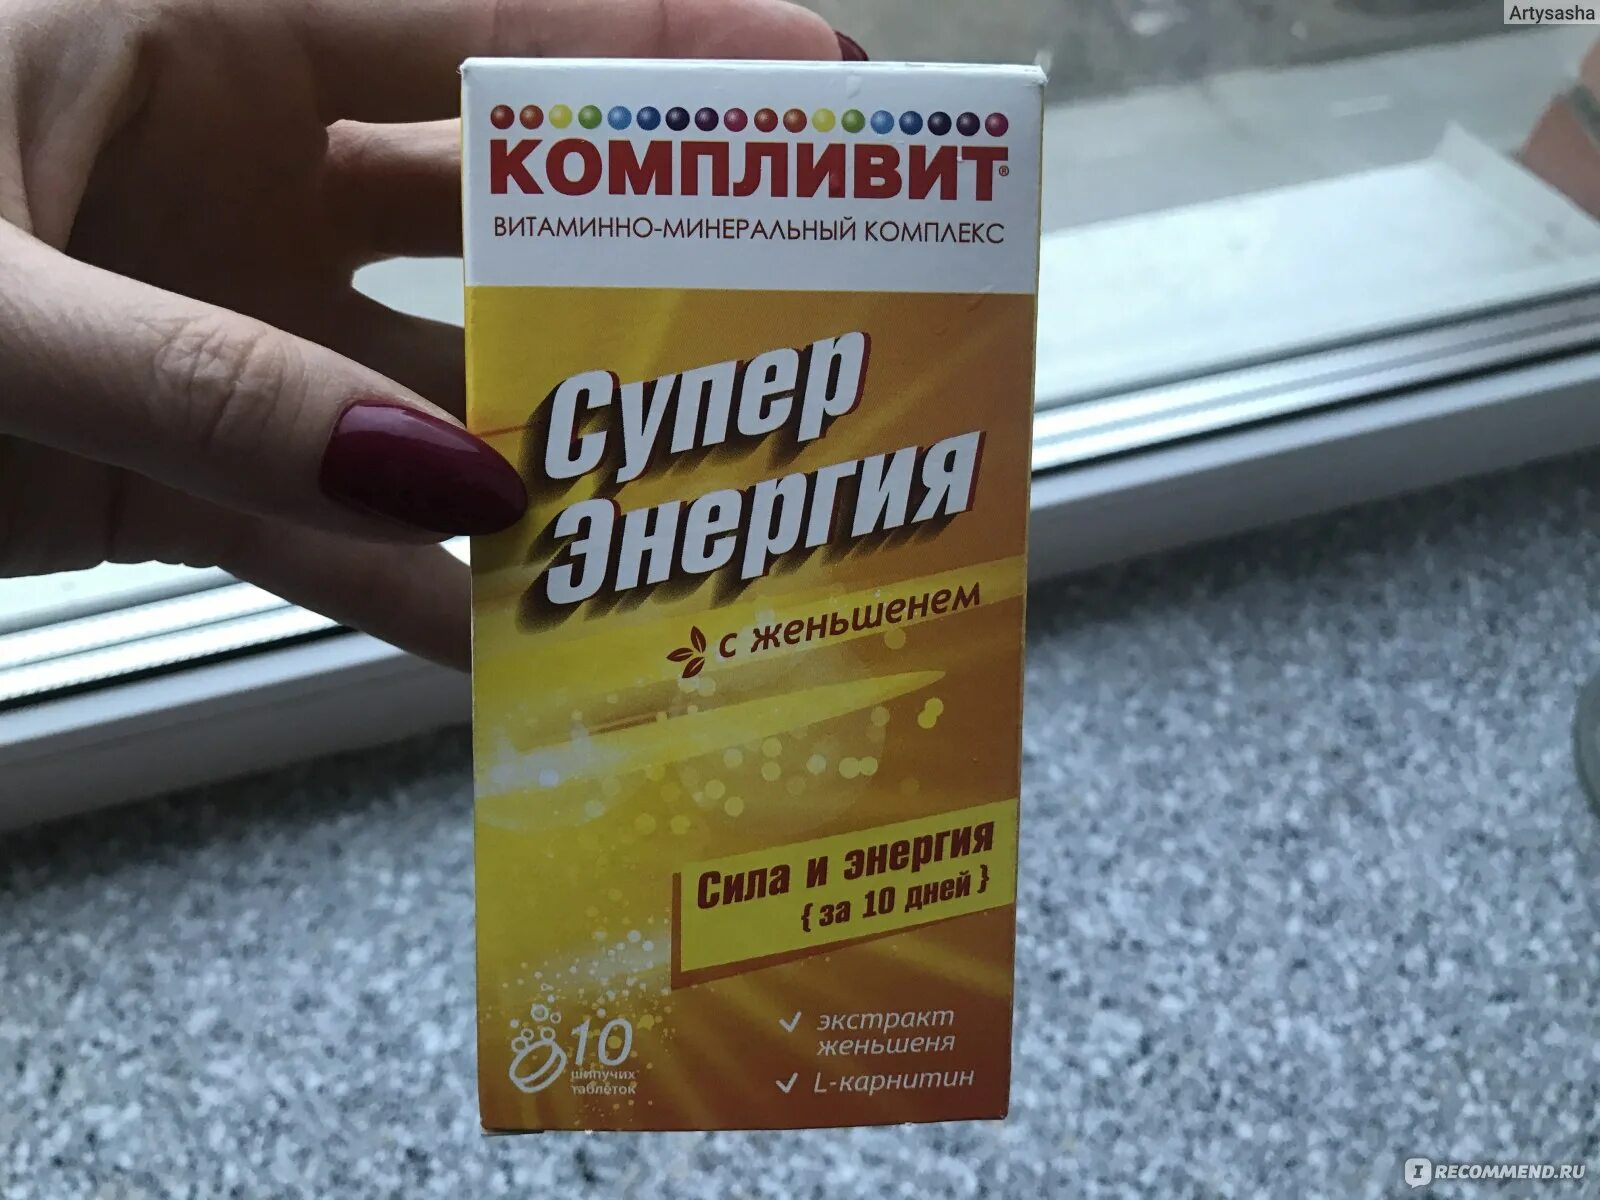 Artysasha
КОМПЛИВИТ®
ВИТАМИННО-МИНЕРАЛЬНЫЙ КОМПЛЕКС
Супер
Энергия
с женьшенем
Сила и энергия
{ за 10 дней }
10
шипучих
таблеток
✓ экстракт
женьшеня
✓ L-карнитин
I RECOMMEND.RU